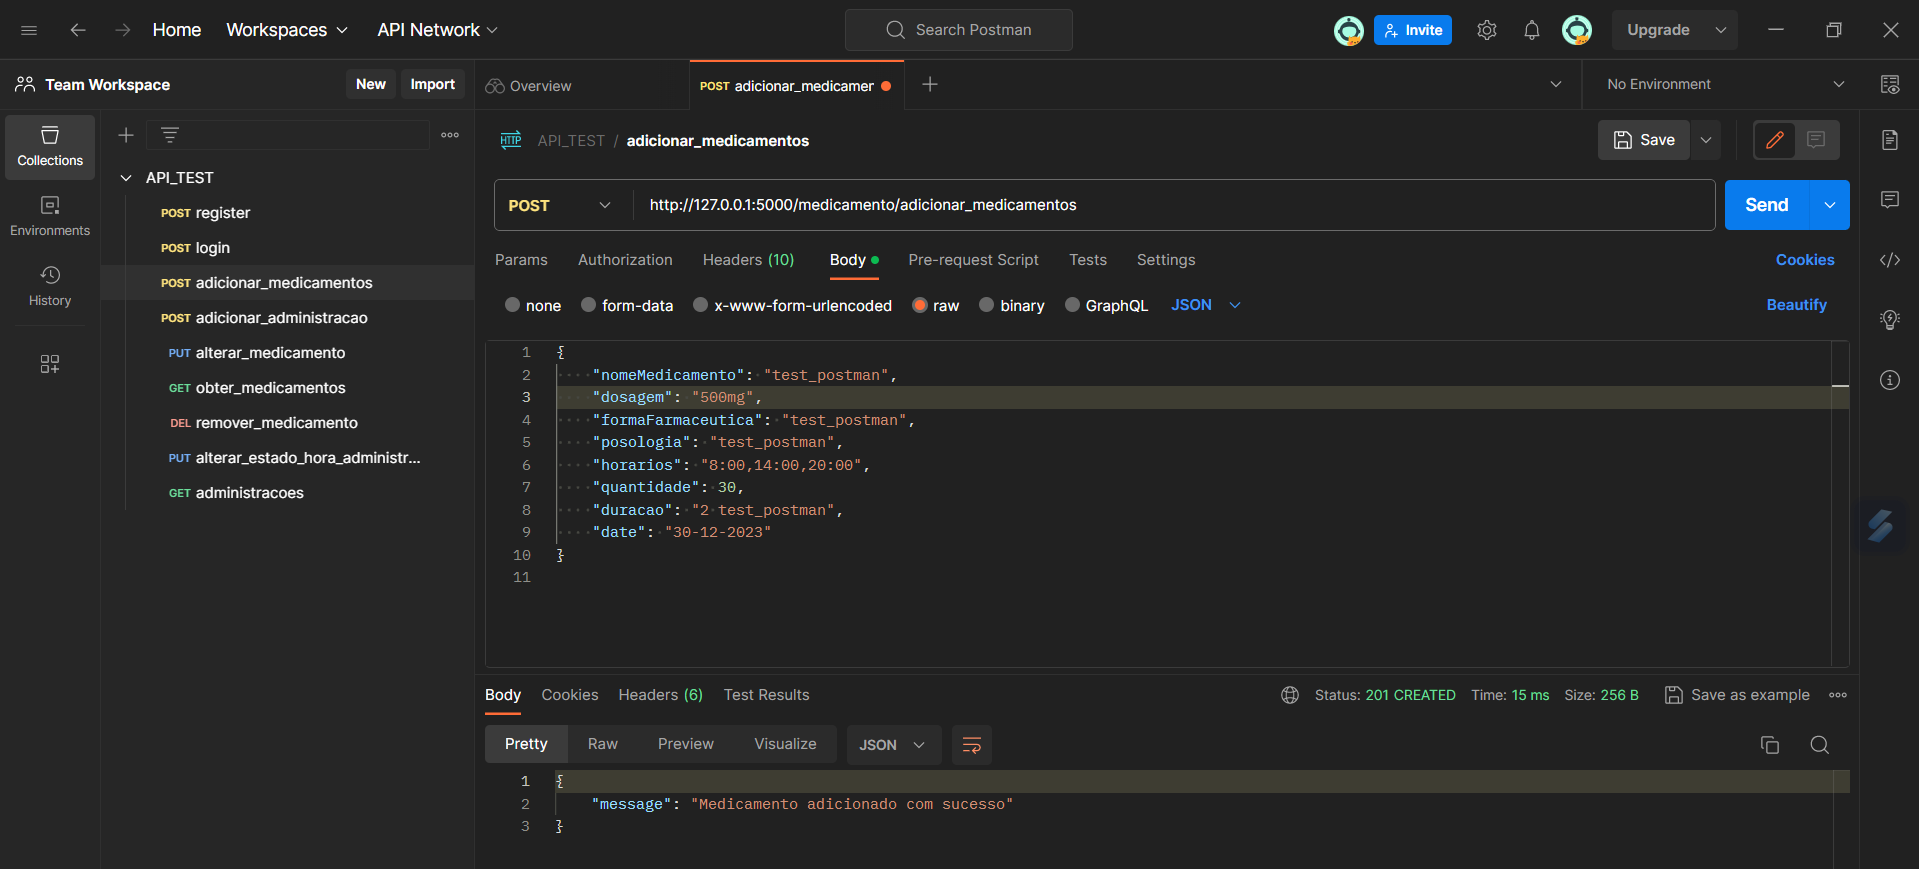 Home Workspaces API Network Search Postman Invite Upgrade
Team Workspace New Import Overview POST adicionar_medicamer No Environment
Collections
Environments
History
API_TEST
POST register
POST login
POST adicionar_medicamentos
POST adicionar_administracao
PUT alterar_medicamento
GET obter_medicamentos
DEL remover_medicamento
PUT alterar_estado_hora_administr...
GET administracoes
HTTP API_TEST / adicionar_medicamentos Save
POST http://127.0.0.1:5000/medicamento/adicionar_medicamentos Send
Params Authorization Headers (10) Body Pre-request Script Tests Settings Cookies
none form-data x-www-form-urlencoded raw binary GraphQL JSON Beautify
1 {
2 "nomeMedicamento": "test_postman",
3 "dosagem": "500mg",
4 "formaFarmaceutica": "test_postman",
5 "posologia": "test_postman",
6 "horarios": "8:00,14:00,20:00",
7 "quantidade": 30,
8 "duracao": "2 test_postman",
9 "date": "30-12-2023"
10 }
11
Body Cookies Headers (6) Test Results Status: 201 CREATED Time: 15 ms Size: 256 B Save as example
Pretty Raw Preview Visualize JSON
1 {
2 "message": "Medicamento adicionado com sucesso"
3 }